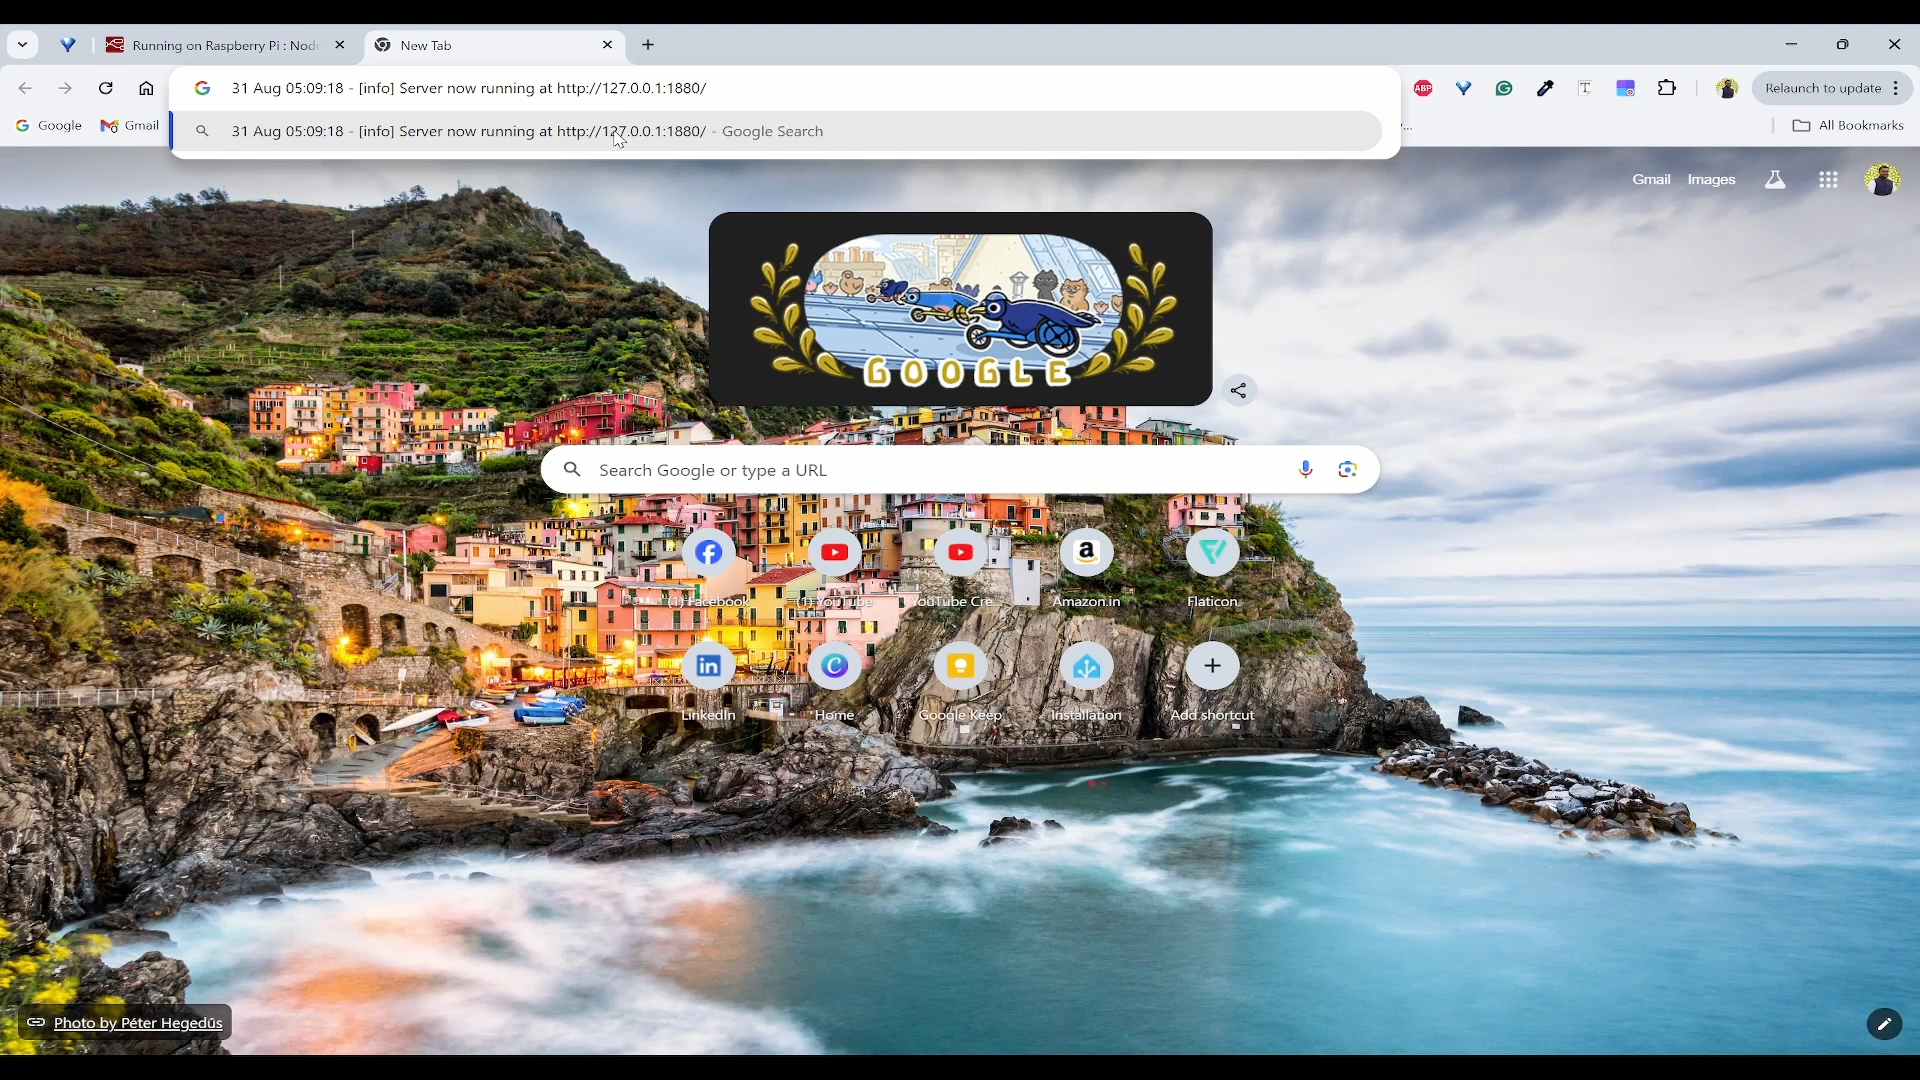 Running on Raspberry Pi : Node
New Tab
31 Aug 05:09:18 - [info] Server now running at http://127.0.0.1:1880/
ABP
Relaunch to update
Google
Gmail
31 Aug 05:09:18 - [info] Server now running at http://127.0.0.1:1880/ - Google Search
All Bookmarks
Gmail
Images
GOOGLE
Search Google or type a URL
(1) Facebook
(1) YouTube
YouTube Cre...
Amazon.in
Flaticon
LinkedIn
Home
Google Keep
Installation
Add shortcut
Photo by Péter Hegedűs